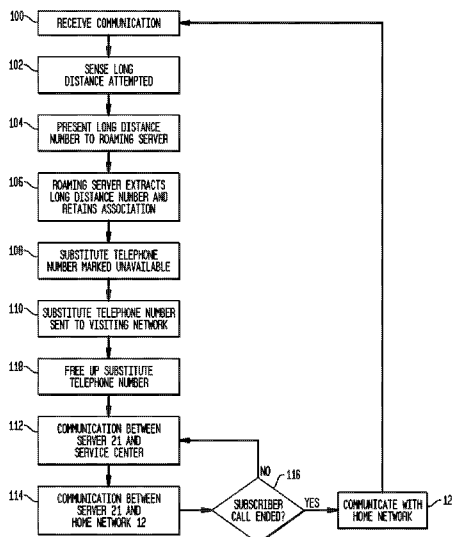 100
RECEIVE COMMUNICATION
102
SENSE LONG
DISTANCE ATTEMPTED
104
PRESENT LONG DISTANCE
NUMBER TO ROAMING SERVER
106
ROAMING SERVER EXTRACTS
LONG DISTANCE NUMBER AND
RETAINS ASSOCIATION
108
SUBSTITUTE TELEPHONE
NUMBER MARKED UNAVAILABLE
110
SUBSTITUTE TELEPHONE NUMBER
SENT TO VISITING NETWORK
118
FREE UP SUBSTITUTE
TELEPHONE NUMBER
112
COMMUNICATION BETWEEN
SERVER 21 AND
SERVICE CENTER
114
COMMUNICATION BETWEEN
SERVER 21 AND
HOME NETWORK 12
NO
116
SUBSCRIBER
CALL ENDED?
YES
COMMUNICATE WITH
HOME NETWORK
12